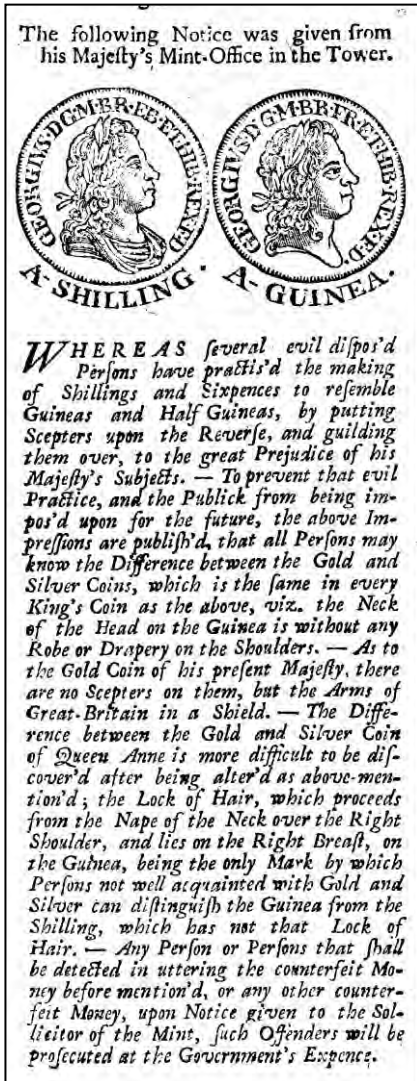 The following Notice was given from
his Majeſty's Mint-Office in the Tower.
GEORGIVS·D·G·M·BR·FR·ET·HIB·REX·F·D·
GEORGIVS·D·G·M·BR·FR·ET·HIB·REX·F·D·
A-SHILLING.
A-GUINEA.
WHEREAS ſeveral evil diſpos'd
Perſons have practis'd the making
of Shillings and Sixpences to reſemble
Guineas and Half Guineas, by putting
Scepters upon the Reverſe, and guilding
them over, to the great Prejudice of his
Majeſty's Subjects. — To prevent that evil
Practice, and the Publick from being im-
pos'd upon for the future, the above Im-
preſſions are publiſh'd, that all Perſons may
know the Difference between the Gold and
Silver Coins, which is the ſame in every
King's Coin as the above, viz. the Neck
of the Head on the Guinea is without any
Robe or Drapery on the Shoulders. — As to
the Gold Coin of his preſent Majeſty, there
are no Scepters on them, but the Arms of
Great-Britain in a Shield. — The Diffe-
rence between the Gold and Silver Coin
of Queen Anne is more difficult to be diſ-
cover'd after being alter'd as above-men-
tion'd; the Lock of Hair, which proceeds
from the Nape of the Neck over the Right
Shoulder, and lies on the Right Breaſt, on
the Guinea, being the only Mark by which
Perſons not well acquainted with Gold and
Silver can diſtinguiſh the Guinea from the
Shilling, which has not that Lock of
Hair. — Any Perſon or Perſons that ſhall
be detected in uttering the counterfeit Mo-
ney before mention'd, or any other counter-
feit Money, upon Notice given to the Sol-
licitor of the Mint, ſuch Offenders will be
proſecuted at the Government's Expence.